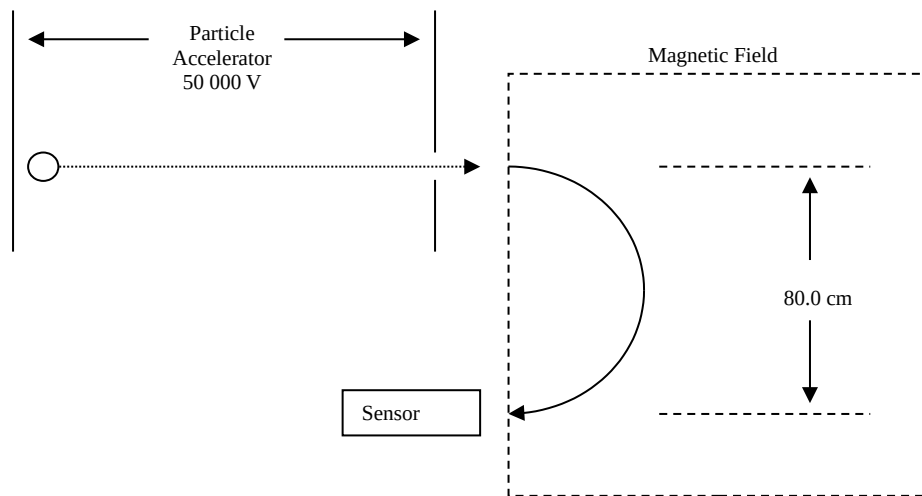 Particle
Accelerator
50 000 V
Magnetic Field
80.0 cm
Sensor